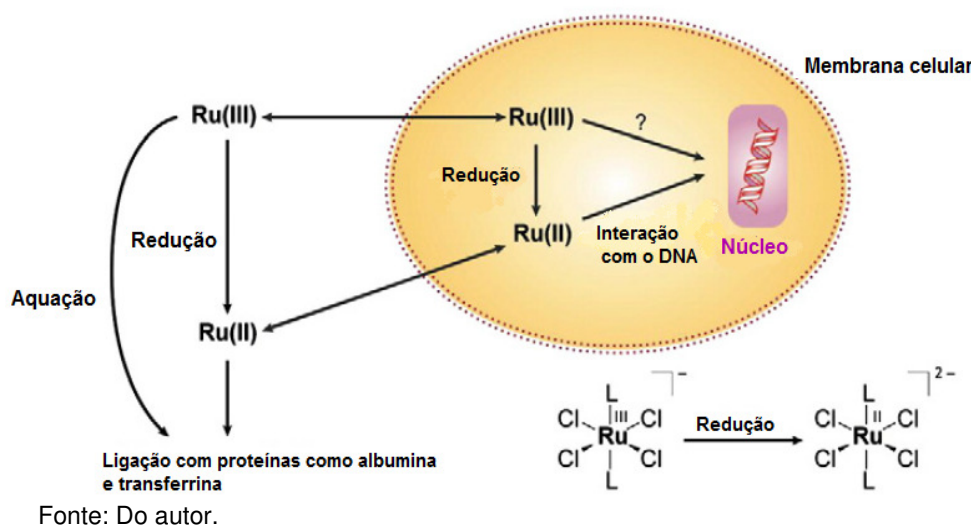 Membrana celular
Ru(III)
Ru(III)
?
Redução
Redução
Ru(II)
Interação
com o DNA
Núcleo
Aquação
Ru(II)
Ligação com proteínas como albumina
e transferrina
L
Cl
Cl
III
Ru
Cl
Cl
L
–
Redução
L
Cl
Cl
II
Ru
Cl
Cl
L
2 –
Fonte: Do autor.